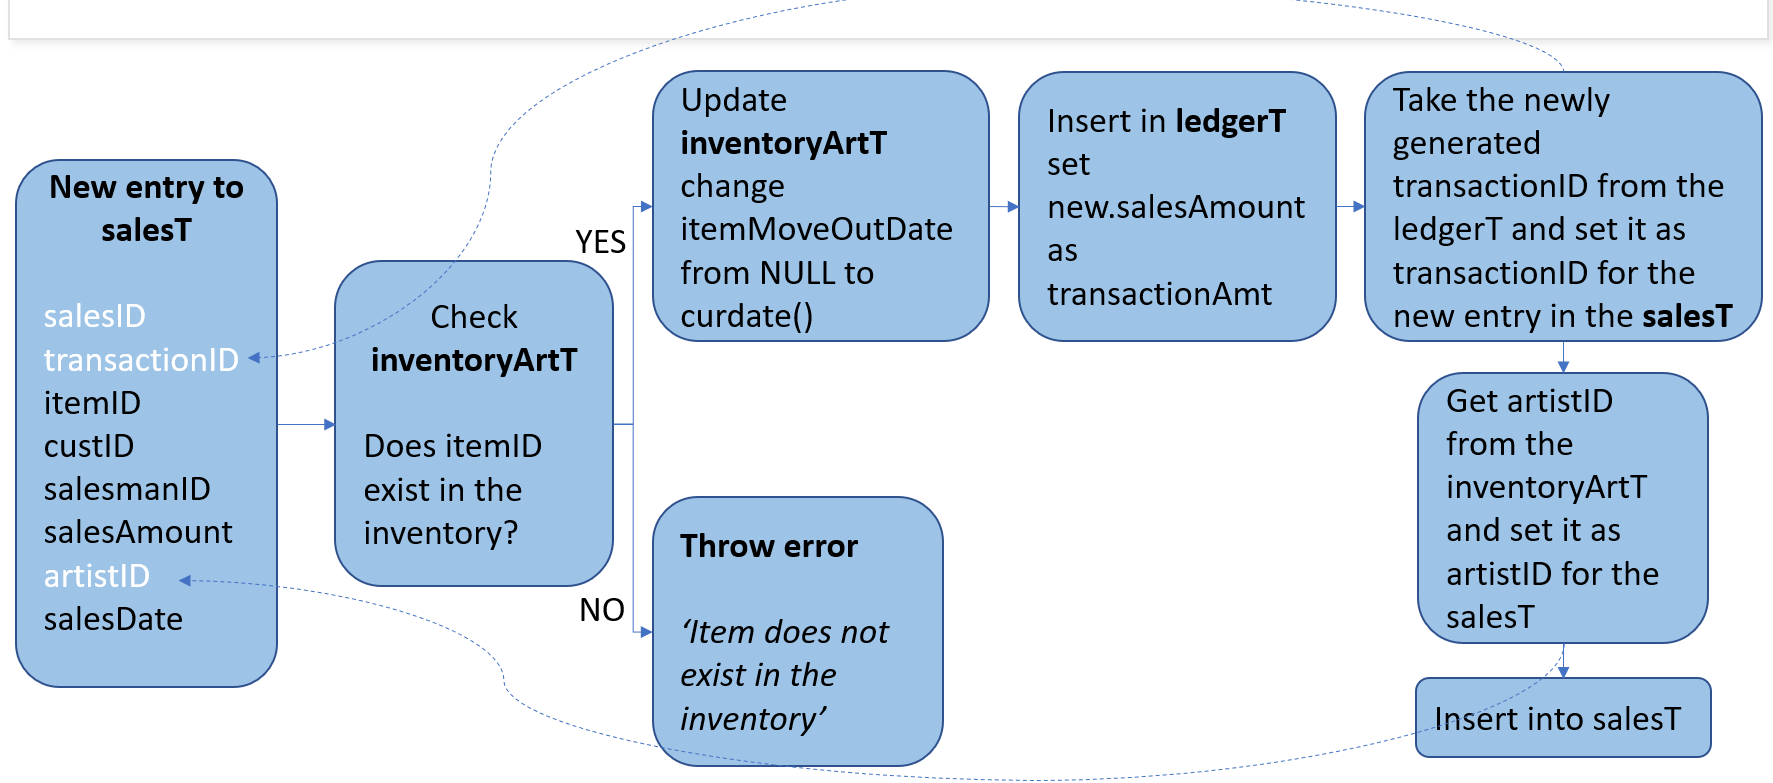 New entry to
salesT
salesID
transactionID
itemID
custID
salesmanID
salesAmount
artistID
salesDate
Check
inventoryArtT
Does itemID
exist in the
inventory?
YES
NO
Update
inventoryArtT
change
itemMoveOutDate
from NULL to
curdate()
Throw error
‘Item does not
exist in the
inventory’
Insert in ledgerT
set
new.salesAmount
as
transactionAmt
Take the newly
generated
transactionID from the
ledgerT and set it as
transactionID for the
new entry in the salesT
Get artistID
from the
inventoryArtT
and set it as
artistID for the
salesT
Insert into salesT